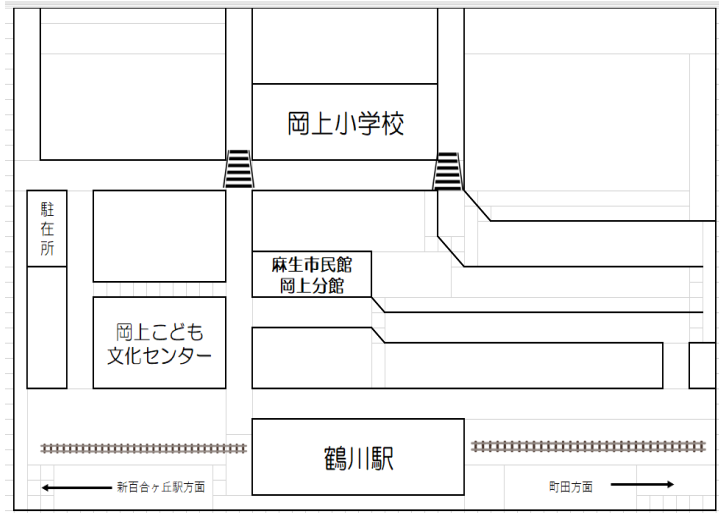 岡上小学校
駐在所
麻生市民館
岡上分館
岡上こども
文化センター
鶴川駅
新百合ヶ丘駅方面
町田方面